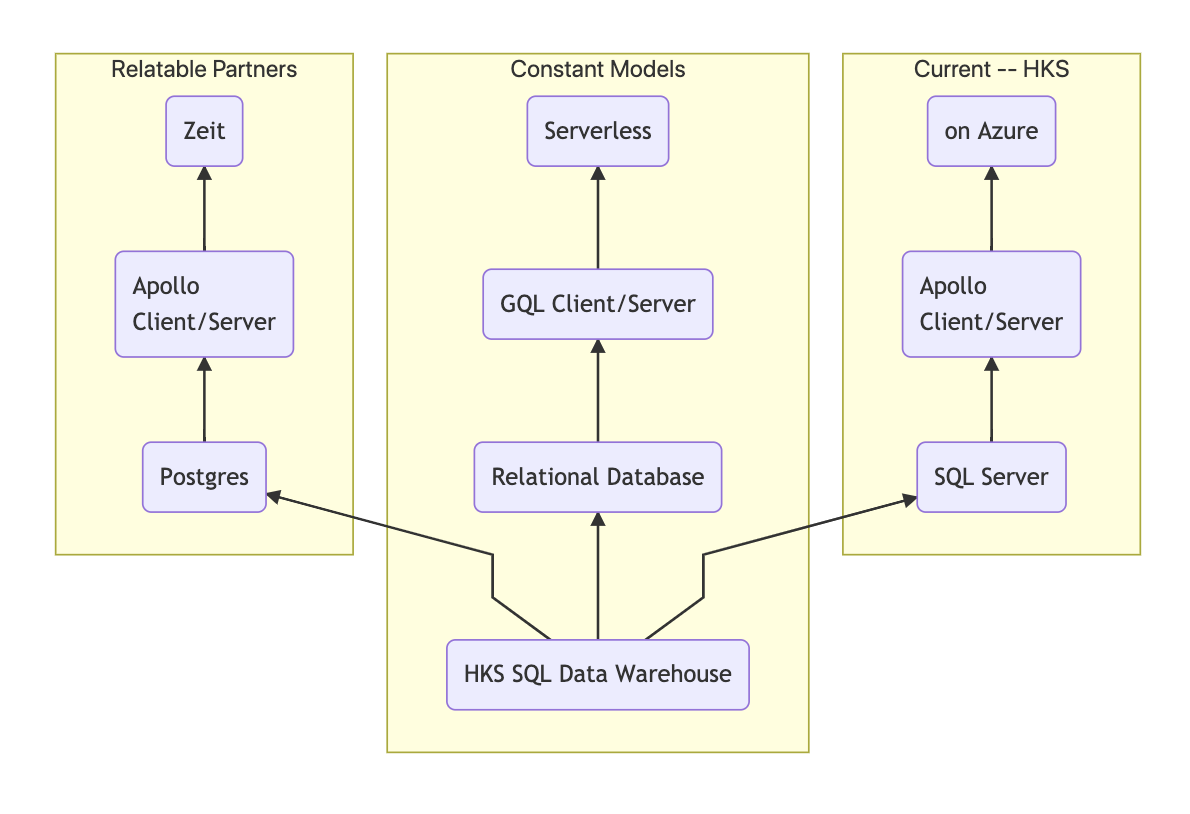 Relatable Partners
Zeit
Apollo
Client/Server
Postgres
Constant Models
Serverless
GQL Client/Server
Relational Database
HKS SQL Data Warehouse
Current -- HKS
on Azure
Apollo
Client/Server
SQL Server